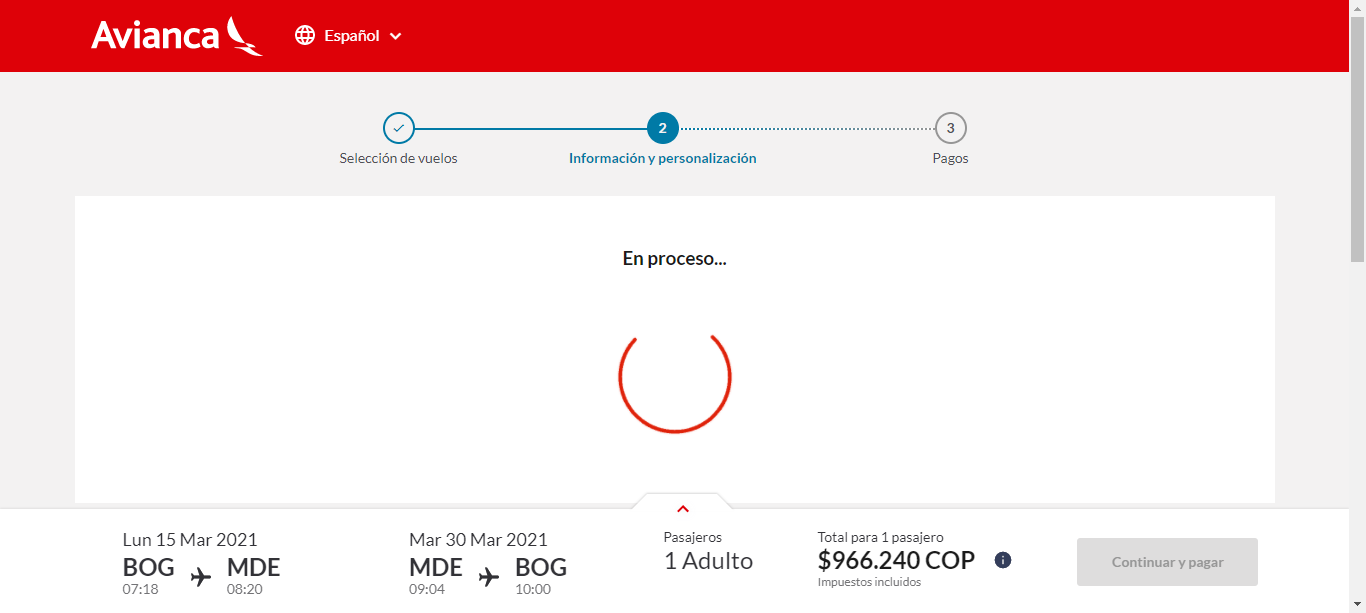 Avianca
Español
2
3
Selección de vuelos
Información y personalización
Pagos
En proceso...
Lun 15 Mar 2021
BOG MDE
07:18 08:20
Mar 30 Mar 2021
MDE BOG
09:04 10:00
Pasajeros
1 Adulto
Total para 1 pasajero
$966.240 COP
i
Impuestos incluidos
Continuar y pagar